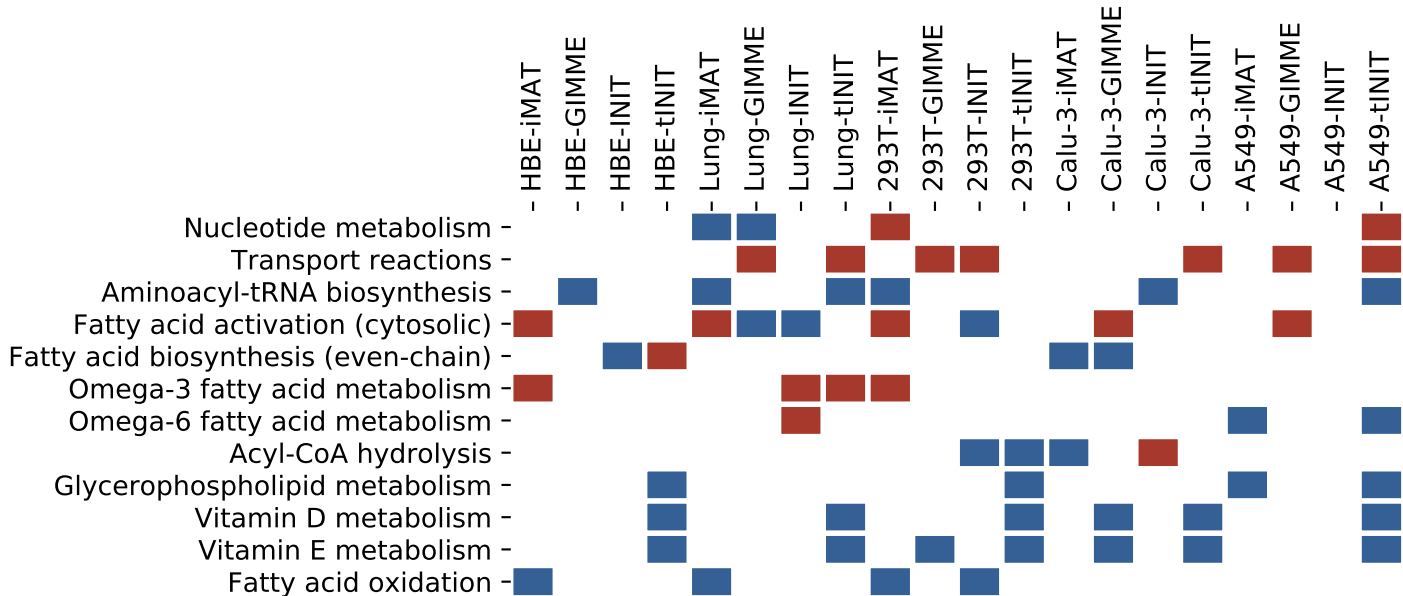 HBE-iMAT
HBE-GIMME
HBE-INIT
HBE-tINIT
Lung-iMAT
Lung-GIMME
Lung-INIT
Lung-tINIT
293T-iMAT
293T-GIMME
293T-INIT
293T-tINIT
Calu-3-iMAT
Calu-3-GIMME
Calu-3-INIT
Calu-3-tINIT
A549-iMAT
A549-GIMME
A549-INIT
A549-tINIT
Nucleotide metabolism
Transport reactions
Aminoacyl-tRNA biosynthesis
Fatty acid activation (cytosolic)
Fatty acid biosynthesis (even-chain)
Omega-3 fatty acid metabolism
Omega-6 fatty acid metabolism
Acyl-CoA hydrolysis
Glycerophospholipid metabolism
Vitamin D metabolism
Vitamin E metabolism
Fatty acid oxidation